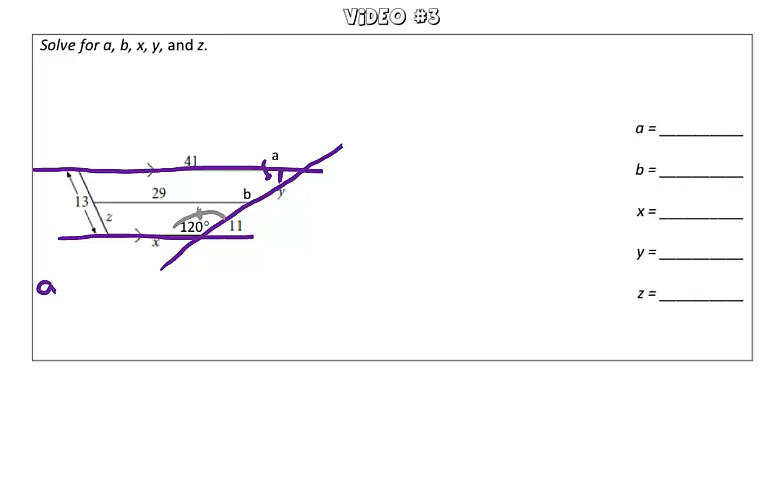 ViDEO #3
Solve for a, b, x, y, and z.
a = __________
41
a
b = __________
13
29
b
y
z
120°
11
x = __________
x
y = __________
a
z = __________